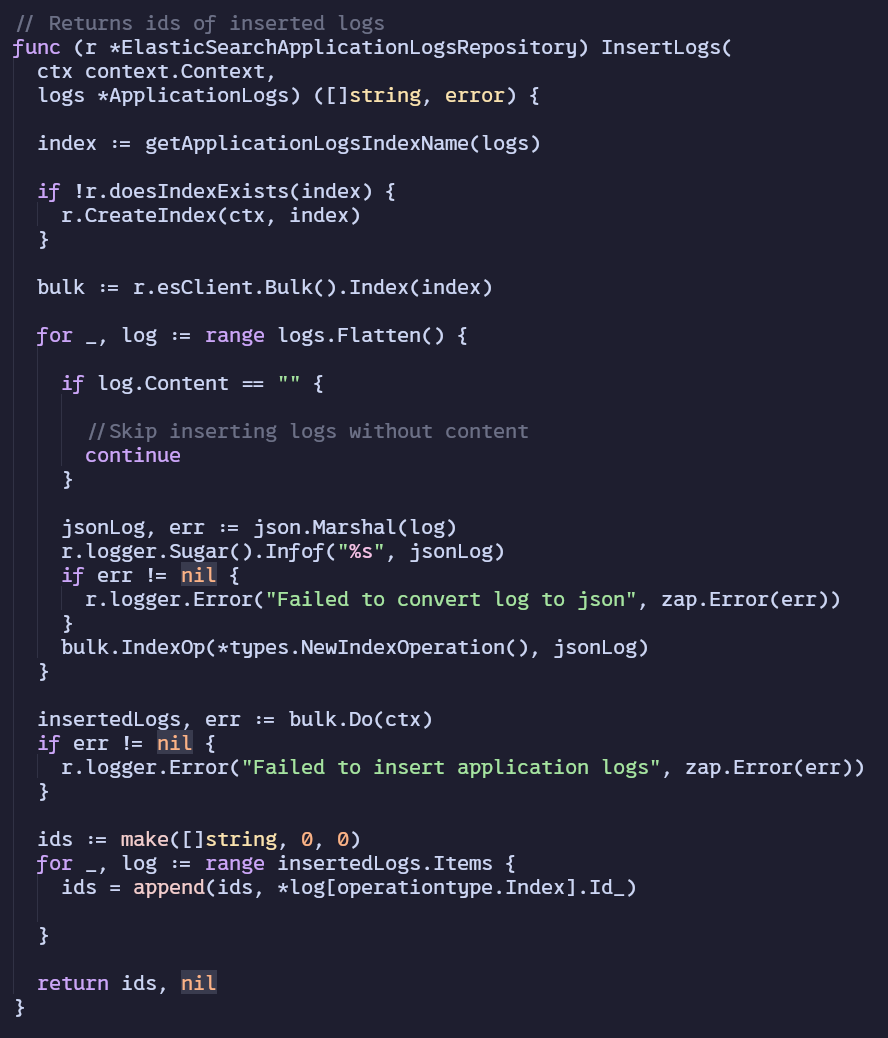 // Returns ids of inserted logs
func (r *ElasticSearchApplicationLogsRepository) InsertLogs(
  ctx context.Context,
  logs *ApplicationLogs) ([]string, error) {

  index := getApplicationLogsIndexName(logs)

  if !r.doesIndexExists(index) {
    r.CreateIndex(ctx, index)
  }

  bulk := r.esClient.Bulk().Index(index)

  for _, log := range logs.Flatten() {

    if log.Content == "" {

      //Skip inserting logs without content
      continue
    }

    jsonLog, err := json.Marshal(log)
    r.logger.Sugar().Infof("%s", jsonLog)
    if err != nil {
      r.logger.Error("Failed to convert log to json", zap.Error(err))
    }
    bulk.IndexOp(*types.NewIndexOperation(), jsonLog)
  }

  insertedLogs, err := bulk.Do(ctx)
  if err != nil {
    r.logger.Error("Failed to insert application logs", zap.Error(err))
  }

  ids := make([]string, 0, 0)
  for _, log := range insertedLogs.Items {
    ids = append(ids, *log[operationtype.Index].Id_)

  }

  return ids, nil
}